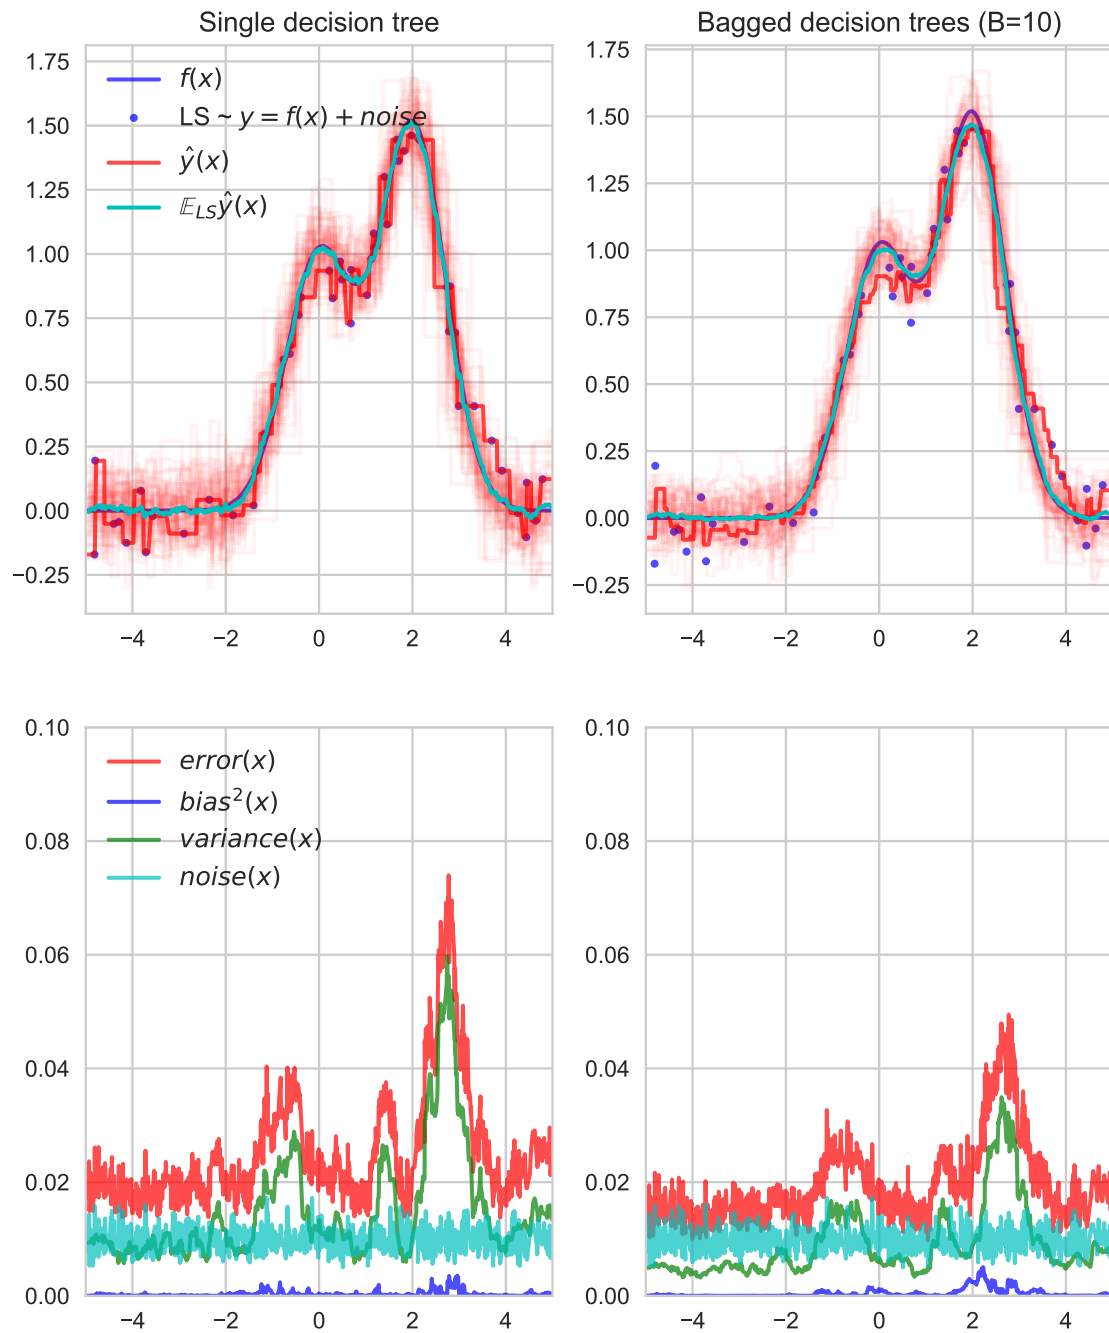 Single decision tree
Bagged decision trees (B=10)
1.75
1.50
1.25
1.00
0.75
0.50
0.25
0.00
−0.25
f(x)
LS ~ y = f(x) + noise
ŷ(x)
𝔼_{LS}ŷ(x)
−4 −2 0 2 4
1.75
1.50
1.25
1.00
0.75
0.50
0.25
0.00
−0.25
−4 −2 0 2 4
0.10
0.08
0.06
0.04
0.02
0.00
error(x)
bias²(x)
variance(x)
noise(x)
−4 −2 0 2 4
0.10
0.08
0.06
0.04
0.02
0.00
−4 −2 0 2 4